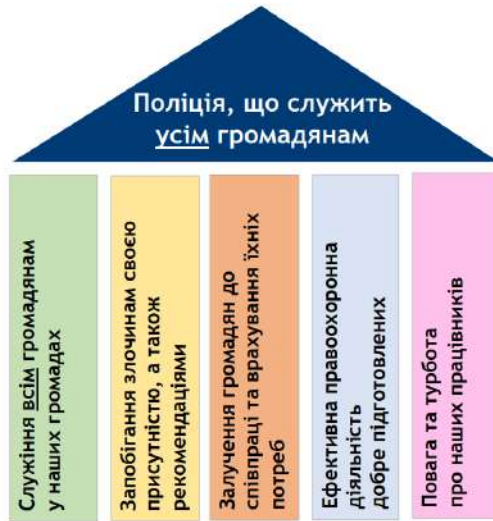 Поліція, що служить
усім громадянам
Служіння всім громадянам
у наших громадах
Запобігання злочинам своєю
присутністю, а також
рекомендаціями
Залучення громадян до
співпраці та врахування їхніх
потреб
Ефективна правоохоронна
діяльність
добре підготовлених
Повага та турбота
про наших працівників